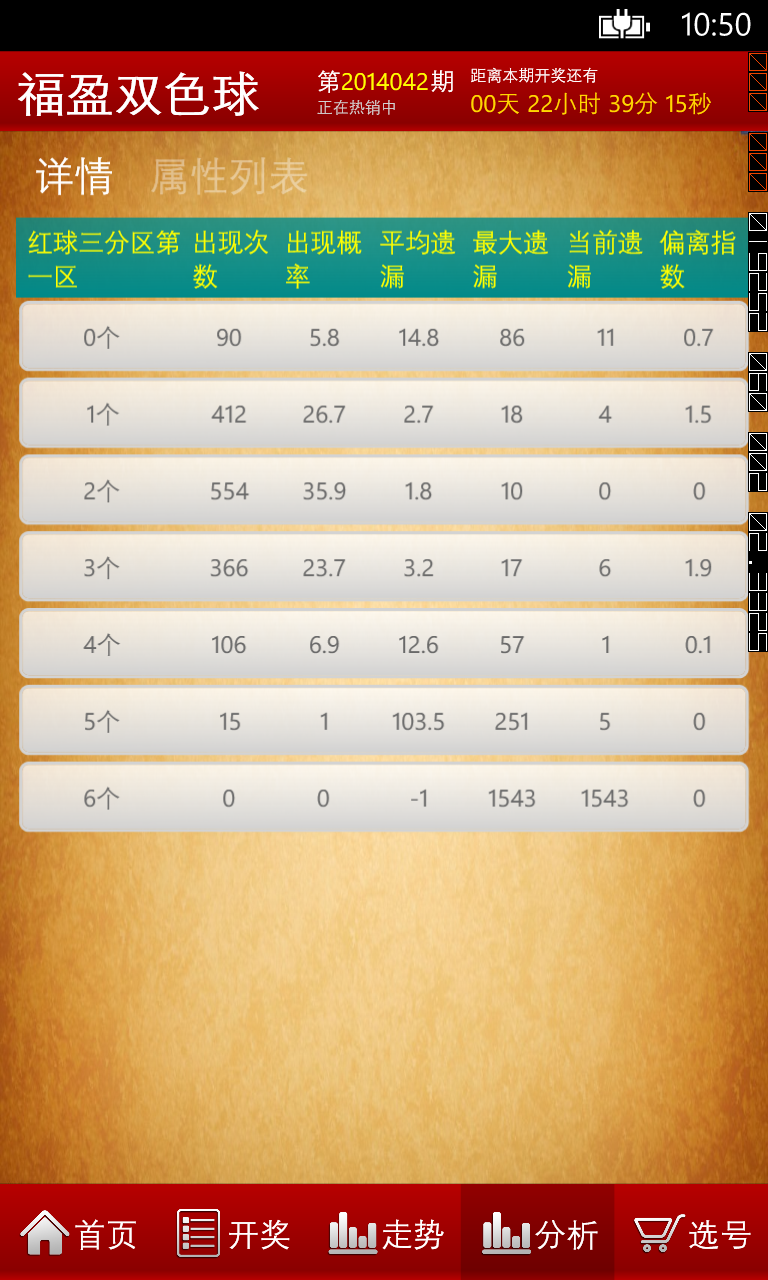 10:50
福盈双色球
第2014042期
正在热销中
距离本期开奖还有
00天 22小时 39分 15秒
详情 属性列表
红球三分区第一区 出现次数 出现概率 平均遗漏 最大遗漏 当前遗漏 偏离指数
0个 90 5.8 14.8 86 11 0.7
1个 412 26.7 2.7 18 4 1.5
2个 554 35.9 1.8 10 0 0
3个 366 23.7 3.2 17 6 1.9
4个 106 6.9 12.6 57 1 0.1
5个 15 1 103.5 251 5 0
6个 0 0 -1 1543 1543 0
首页 开奖 走势 分析 选号